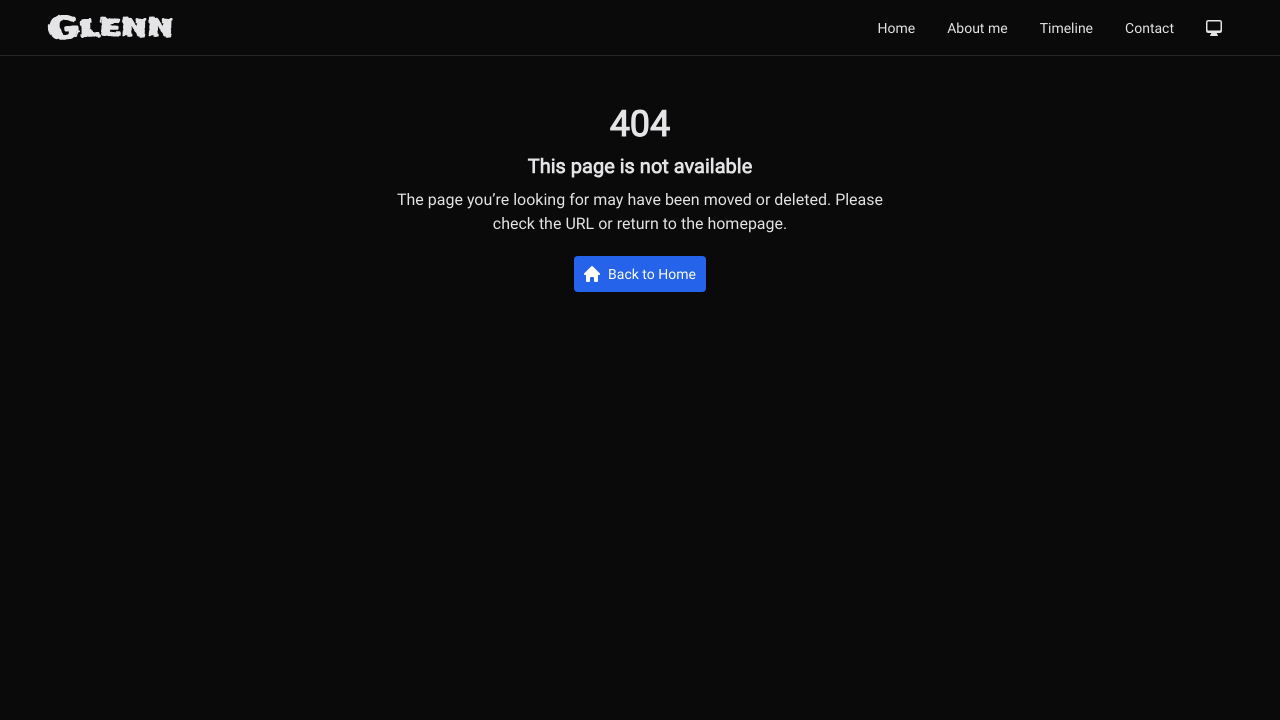 GLENN
Home
About me
Timeline
Contact
404
This page is not available
The page you’re looking for may have been moved or deleted. Please
check the URL or return to the homepage.
Back to Home